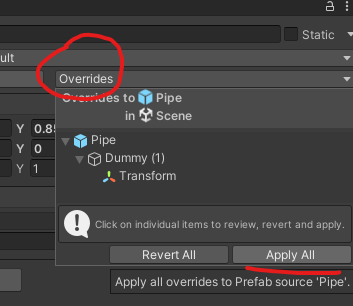 Static
ult
Overrides
Overrides to Pipe
in Scene
Y 0.85
Y 0
Y 1
Pipe
Dummy (1)
Transform
Click on individual items to review, revert and apply.
Revert All
Apply All
Apply all overrides to Prefab source 'Pipe'.